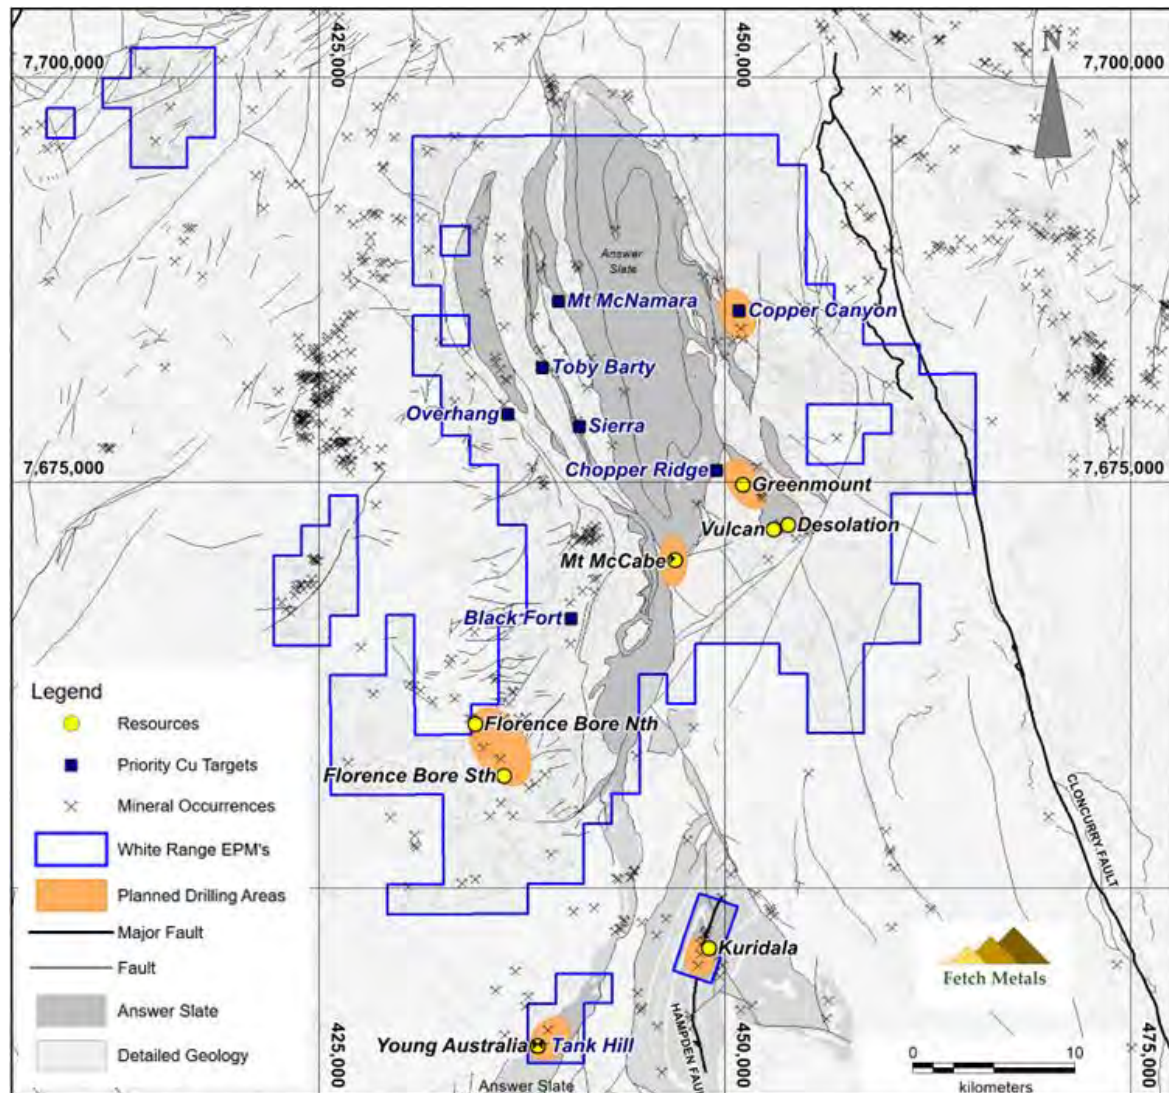 425,000
450,000
7,700,000
7,700,000
N
Answer
Slate
Mt McNamara
Copper Canyon
Toby Barty
Overhang
Sierra
7,675,000
Chopper Ridge
7,675,000
Greenmount
Vulcan
Desolation
Mt McCabe
Black Fort
Legend
Resources
Florence Bore Nth
Priority Cu Targets
Florence Bore Sth
Mineral Occurrences
CLONCURRY FAULT
White Range EPM's
Planned Drilling Areas
Major Fault
Kuridala
Fault
Fetch Metals
Answer Slate
HAMPDEN FAU
Young Australia
Tank Hill
Detailed Geology
425,000
450,000
475,000
0
10
kilometers
Answer Slate